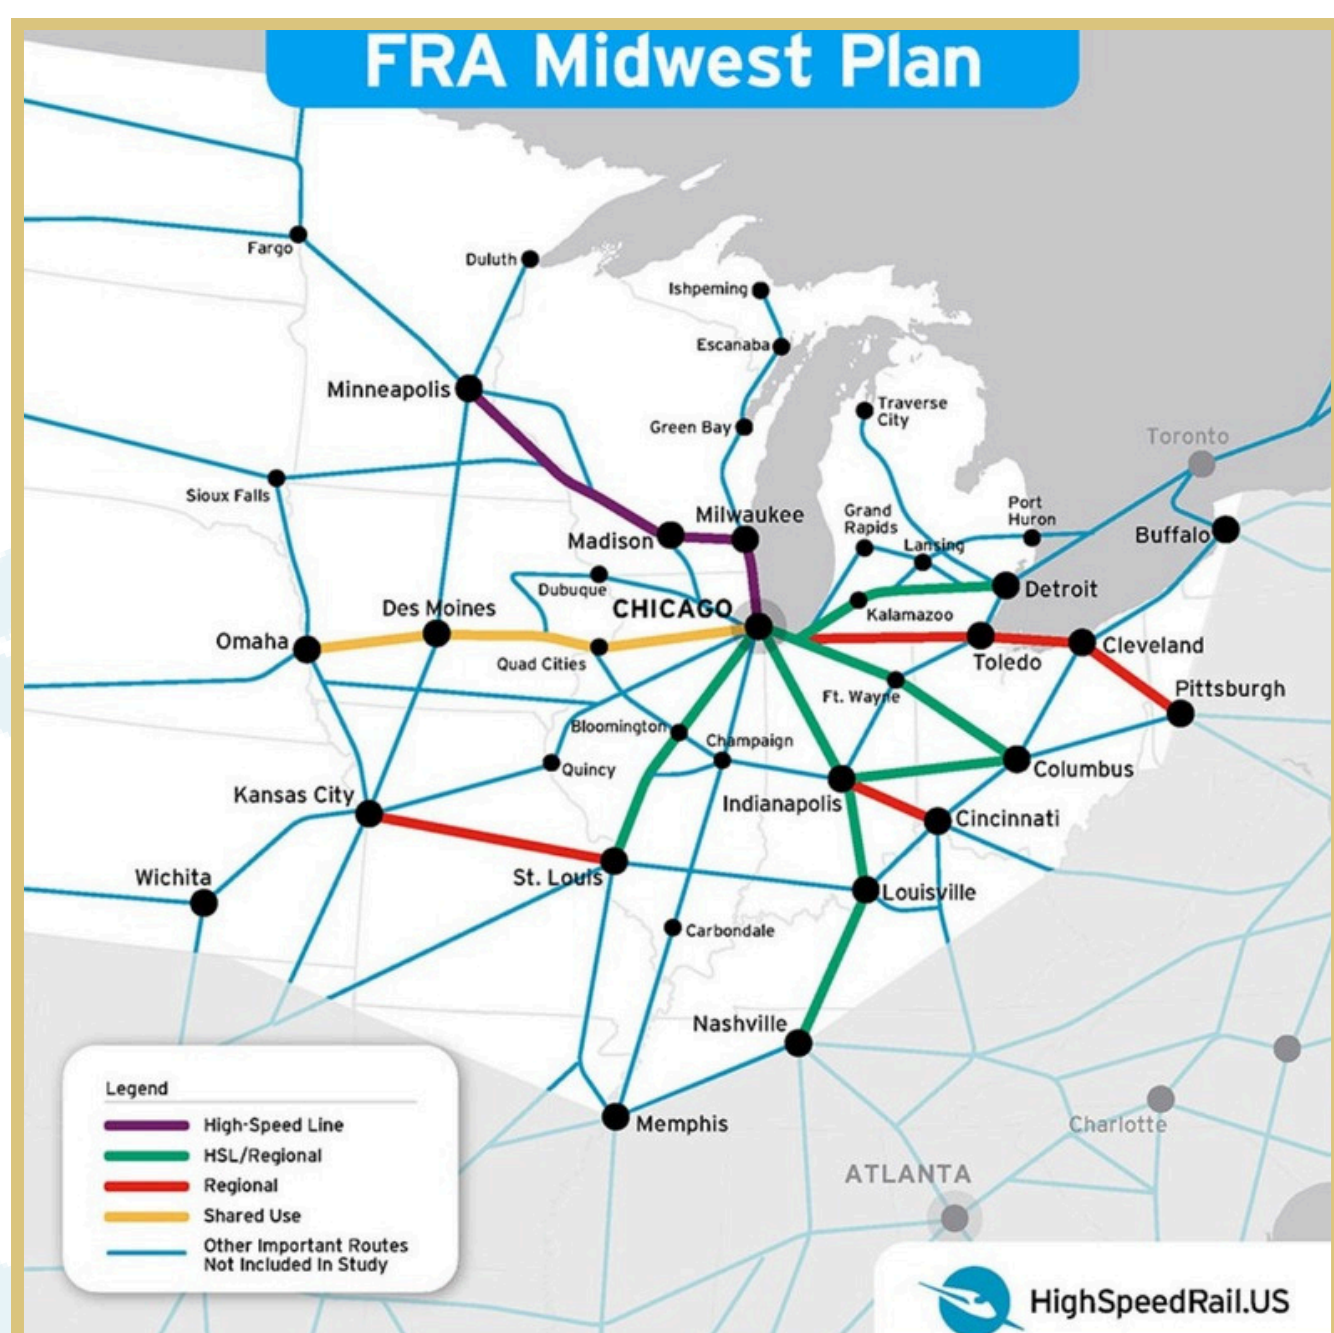 FRA Midwest Plan
Fargo
Duluth
Ishpeming
Escanaba
Minneapolis
Green Bay
Traverse
City
Toronto
Sioux Falls
Madison
Milwaukee
Grand
Rapids
Lansing
Port
Huron
Buffalo
Dubuque
CHICAGO
Kalamazoo
Detroit
Omaha
Des Moines
Quad Cities
Toledo
Cleveland
Ft. Wayne
Pittsburgh
Bloomington
Champaign
Quincy
Columbus
Kansas City
Indianapolis
Cincinnati
Wichita
St. Louis
Louisville
Carbondale
Nashville
Memphis
Charlotte
ATLANTA
Legend
High-Speed Line
HSL/Regional
Regional
Shared Use
Other Important Routes
Not Included In Study
HighSpeedRail.US